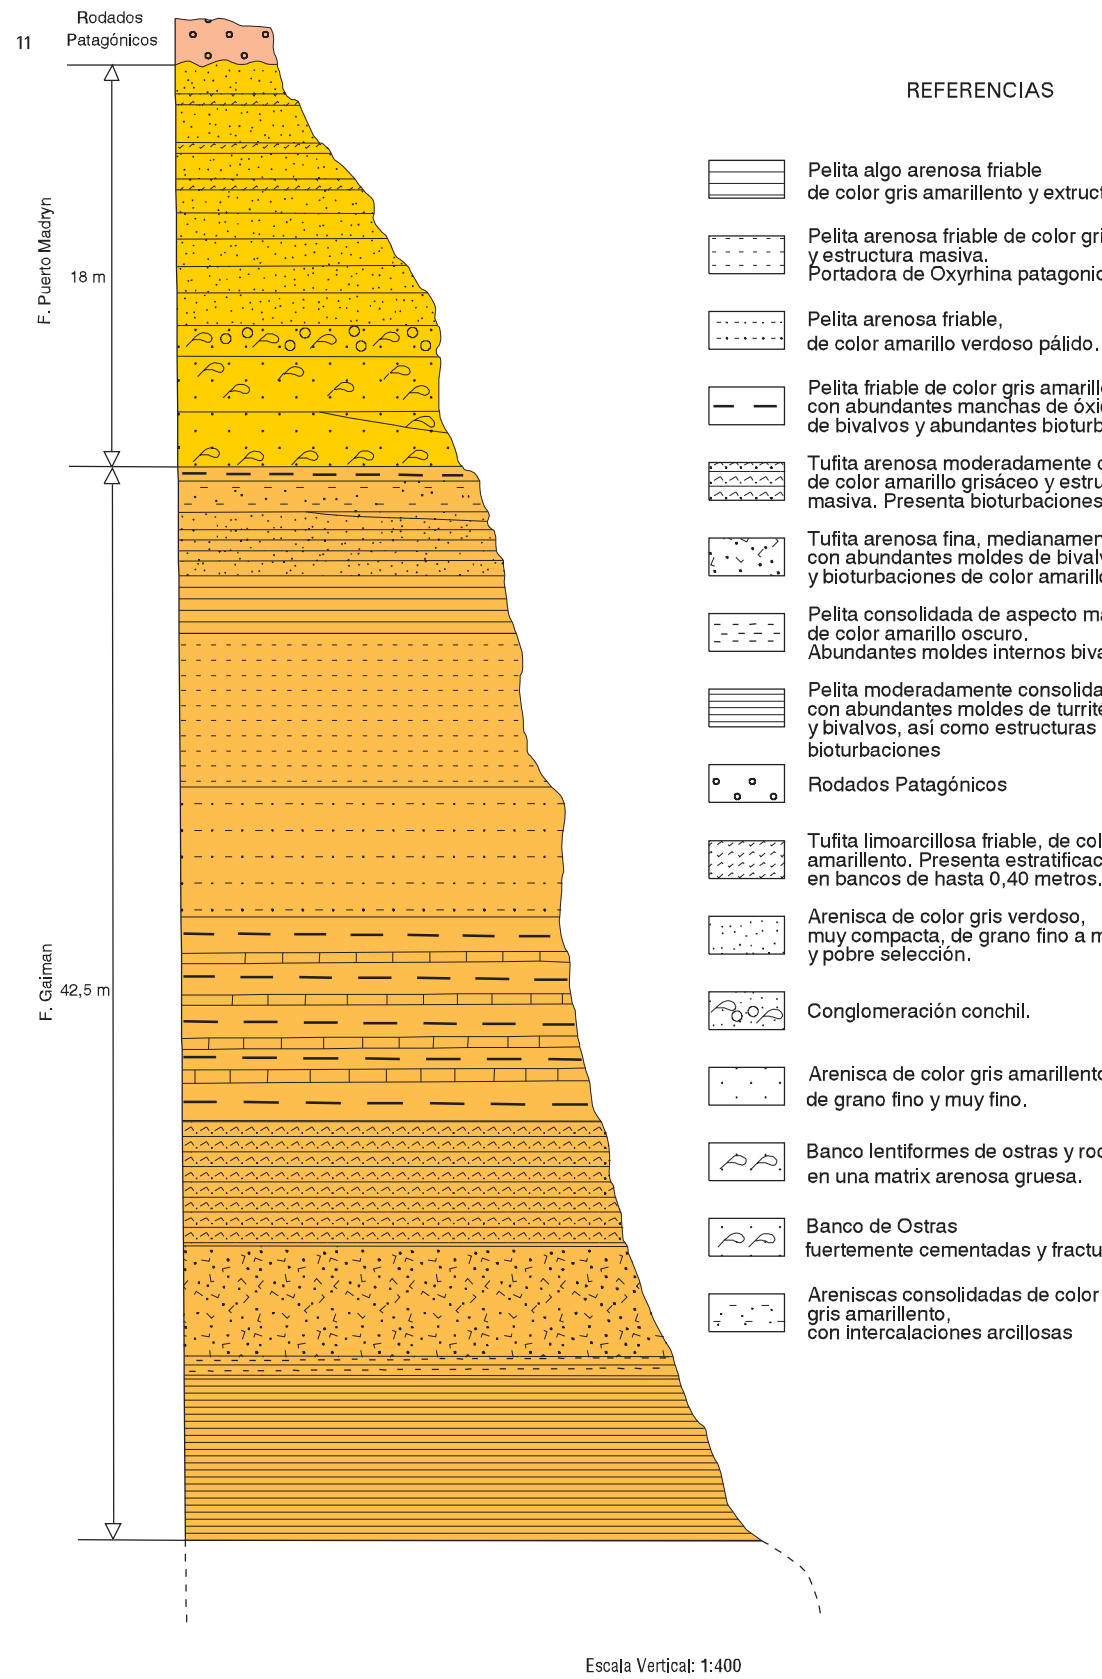 Rodados
Patagónicos
11
F. Puerto Madryn
18 m
F. Gaiman
42,5 m
REFERENCIAS
Pelita algo arenosa friable
de color gris amarillento y
Pelita arenosa friable de color
y estructura masiva.
Portadora de Oxyrhina
Pelita arenosa friable,
de color amarillo verdoso pálido.
Pelita friable de color gris
con abundantes manchas de
de bivalvos y abundantes
Tufita arenosa moderadamente
de color amarillo grisáceo y
masiva. Presenta bioturbaciones
Tufita arenosa fina,
con abundantes moldes de
y bioturbaciones de color
Pelita consolidada de aspecto
de color amarillo oscuro.
Abundantes moldes internos
Pelita moderadamente
con abundantes moldes de
y bivalvos, así como estructuras
bioturbaciones
Rodados Patagónicos
Tufita limoarcillosa friable, de
amarillento. Presenta
en bancos de hasta 0,40 metros.
Arenisca de color gris verdoso,
muy compacta, de grano fino a
y pobre selección.
Conglomeración conchil.
Arenisca de color gris amarillento
de grano fino y muy fino.
Banco lentiformes de ostras y
en una matrix arenosa gruesa.
Banco de Ostras
fuertemente cementadas y
Areniscas consolidadas de color
gris amarillento,
con intercalaciones arcillosas
Escala Vertical: 1:400